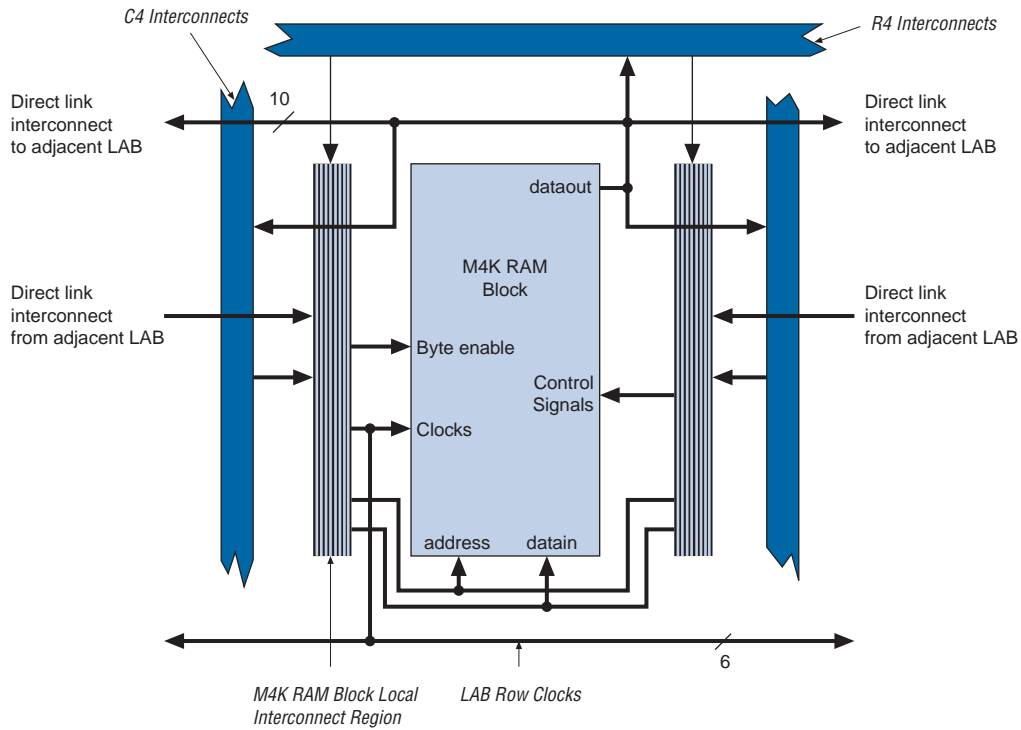 C4 Interconnects
R4 Interconnects
Direct link
interconnect
to adjacent LAB
10
Direct link
interconnect
to adjacent LAB
dataout
M4K RAM
Block
Direct link
interconnect
from adjacent LAB
Direct link
interconnect
from adjacent LAB
Byte enable
Control
Signals
Clocks
address
datain
6
M4K RAM Block Local
Interconnect Region
LAB Row Clocks